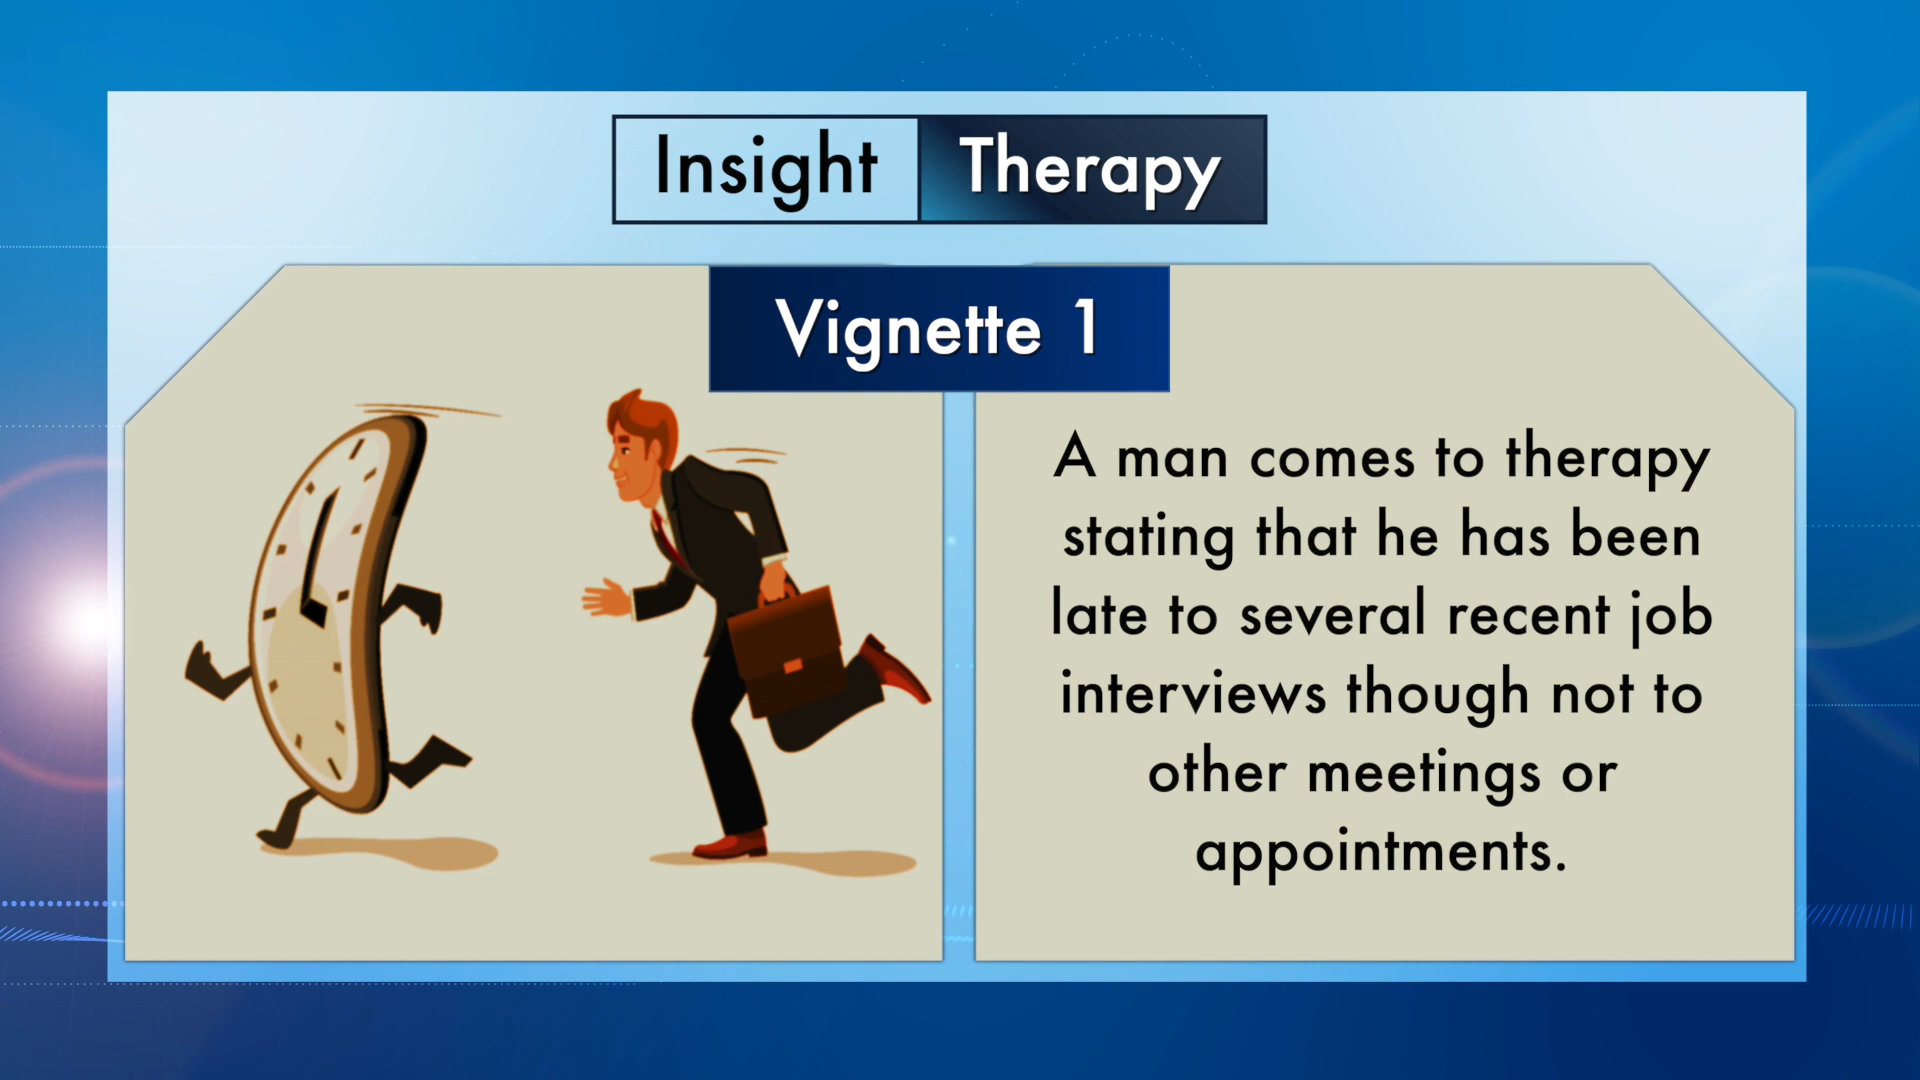 Insight Therapy
Vignette 1
A man comes to therapy
stating that he has been
late to several recent job
interviews though not to
other meetings or
appointments.